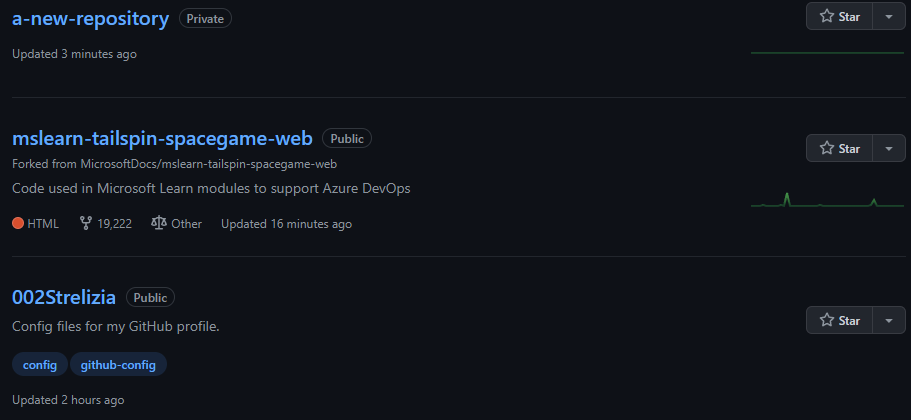 a-new-repository Private Star
Updated 3 minutes ago
mslearn-tailspin-spacegame-web Public Star
Forked from MicrosoftDocs/mslearn-tailspin-spacegame-web
Code used in Microsoft Learn modules to support Azure DevOps
HTML 19,222 Other Updated 16 minutes ago
002Strelizia Public Star
Config files for my GitHub profile.
config github-config
Updated 2 hours ago